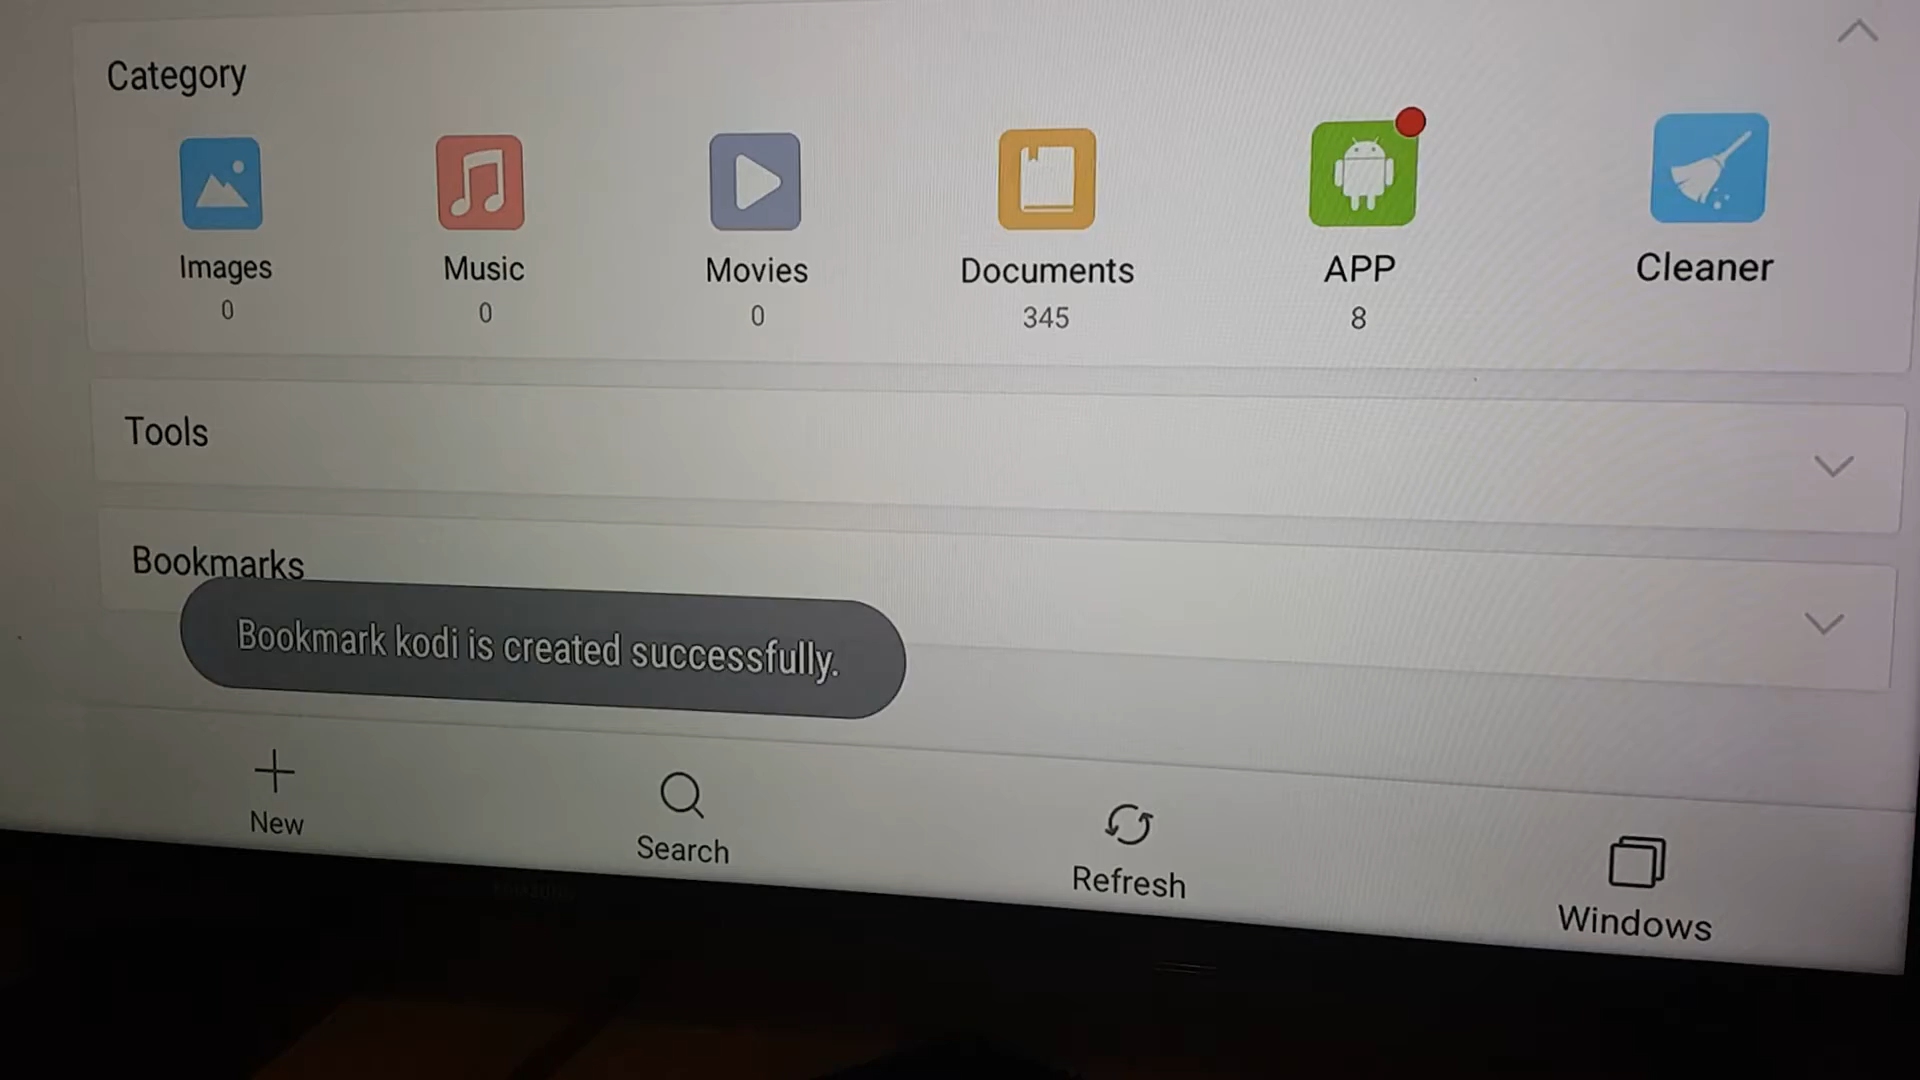 Category
Images
Music
Movies
Documents
APP
Cleaner
0
0
0
345
8
Tools
Bookmarks
Bookmark kodi is created successfully.
New
Search
Refresh
Windows